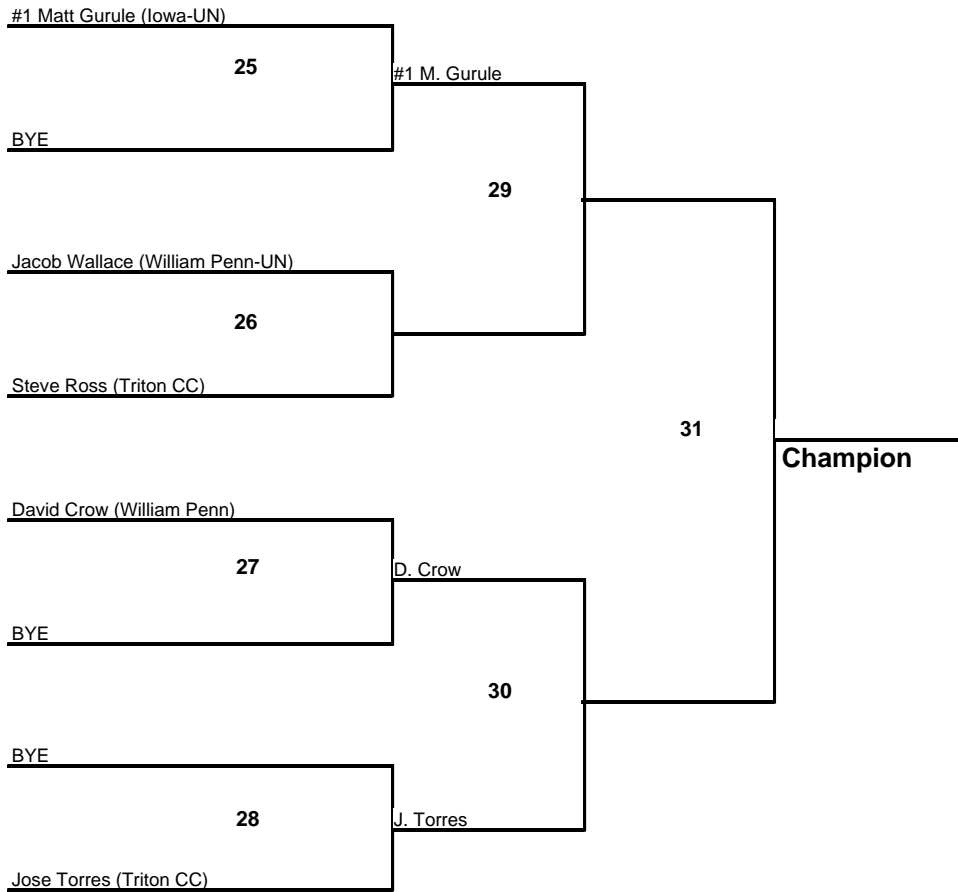 #1 Matt Gurule (Iowa-UN)
25
#1 M. Gurule
BYE
29
Jacob Wallace (William Penn-UN)
26
Steve Ross (Triton CC)
31
Champion
David Crow (William Penn)
27
D. Crow
BYE
30
BYE
28
J. Torres
Jose Torres (Triton CC)